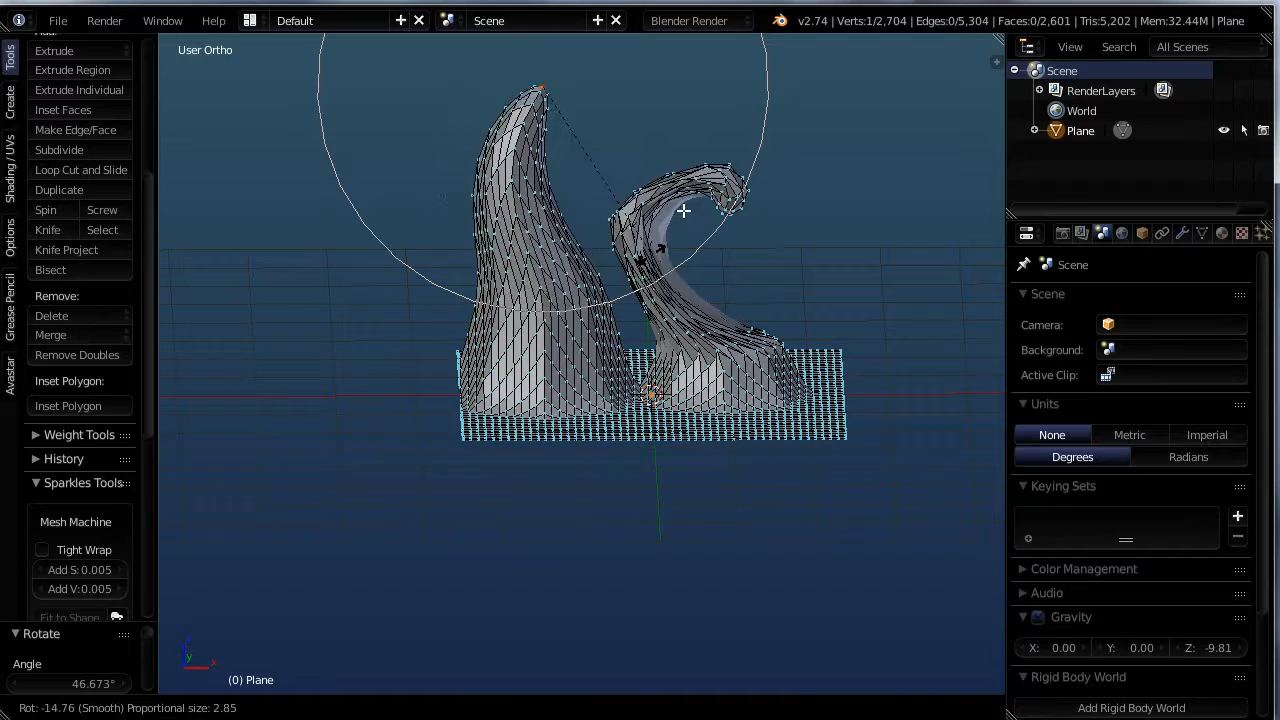 File Render Window Help Default Scene Blender Render v2.74 | Verts:1/2,704 | Edges:0/5,304 | Faces:0/2,601 | Tris:5,202 | Mem:32.44M | Plane
Tools
Create
Shading / UVs
Options
Grease Pencil
Avastar
Extrude
Extrude Region
Extrude Individual
Inset Faces
Make Edge/Face
Subdivide
Loop Cut and Slide
Duplicate
Spin Screw
Knife Select
Knife Project
Bisect
Remove:
Delete
Merge
Remove Doubles
Inset Polygon:
Inset Polygon
Weight Tools
History
Sparkles Tools
Mesh Machine
Tight Wrap
Add S:0.005
Add V:0.005
Fit to Shape
Rotate
Angle
46.673°
User Ortho
z
y
x
(0) Plane
Rot: -14.76 (Smooth) Proportional size: 2.85
View Search All Scenes
Scene
RenderLayers
World
Plane
Scene
Scene
Camera:
Background:
Active Clip:
Units
None Metric Imperial
Degrees Radians
Keying Sets
Color Management
Audio
Gravity
X: 0.00 Y: 0.00 Z: -9.81
Rigid Body World
Add Rigid Body World